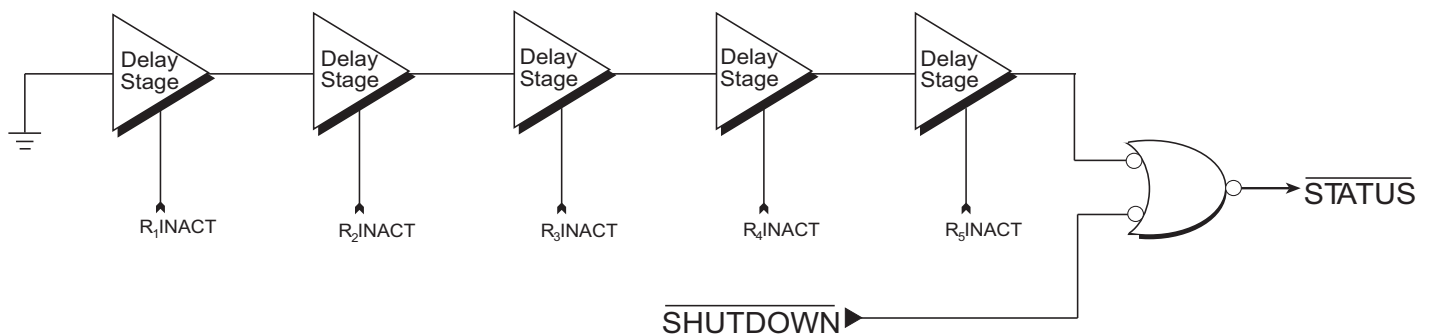 Delay
Stage
Delay
Stage
Delay
Stage
Delay
Stage
Delay
Stage
R₁INACT
R₂INACT
R₃INACT
R₄INACT
R₅INACT
STATUS
SHUTDOWN